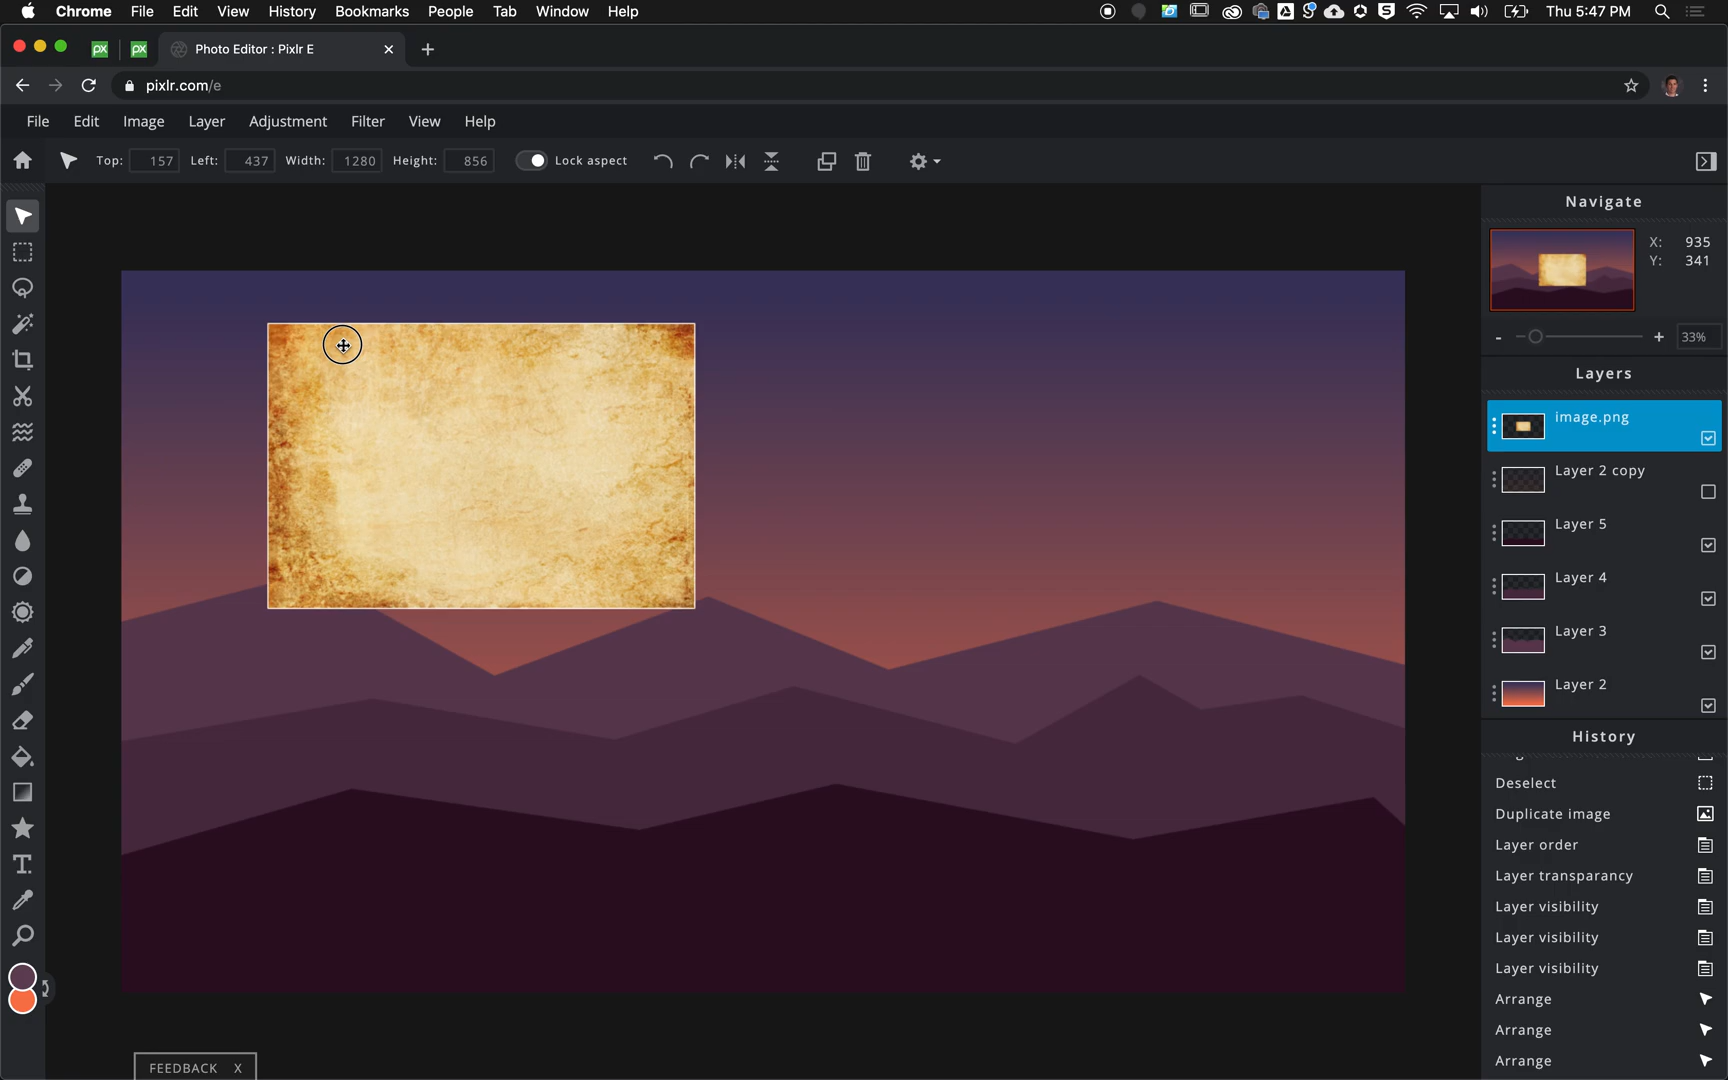 Chrome File Edit View History Bookmarks People Tab Window Help Thu 5:47 PM
px px Photo Editor : Pixlr E
pixlr.com/e
File Edit Image Layer Adjustment Filter View Help
Top: 157 Left: 437 Width: 1280 Height: 856 Lock aspect
Navigate
X: 935
Y: 341
- + 33%
Layers
image.png
Layer 2 copy
Layer 5
Layer 4
Layer 3
Layer 2
History
Deselect
Duplicate image
Layer order
Layer transparancy
Layer visibility
Layer visibility
Layer visibility
Arrange
Arrange
Arrange
FEEDBACK X